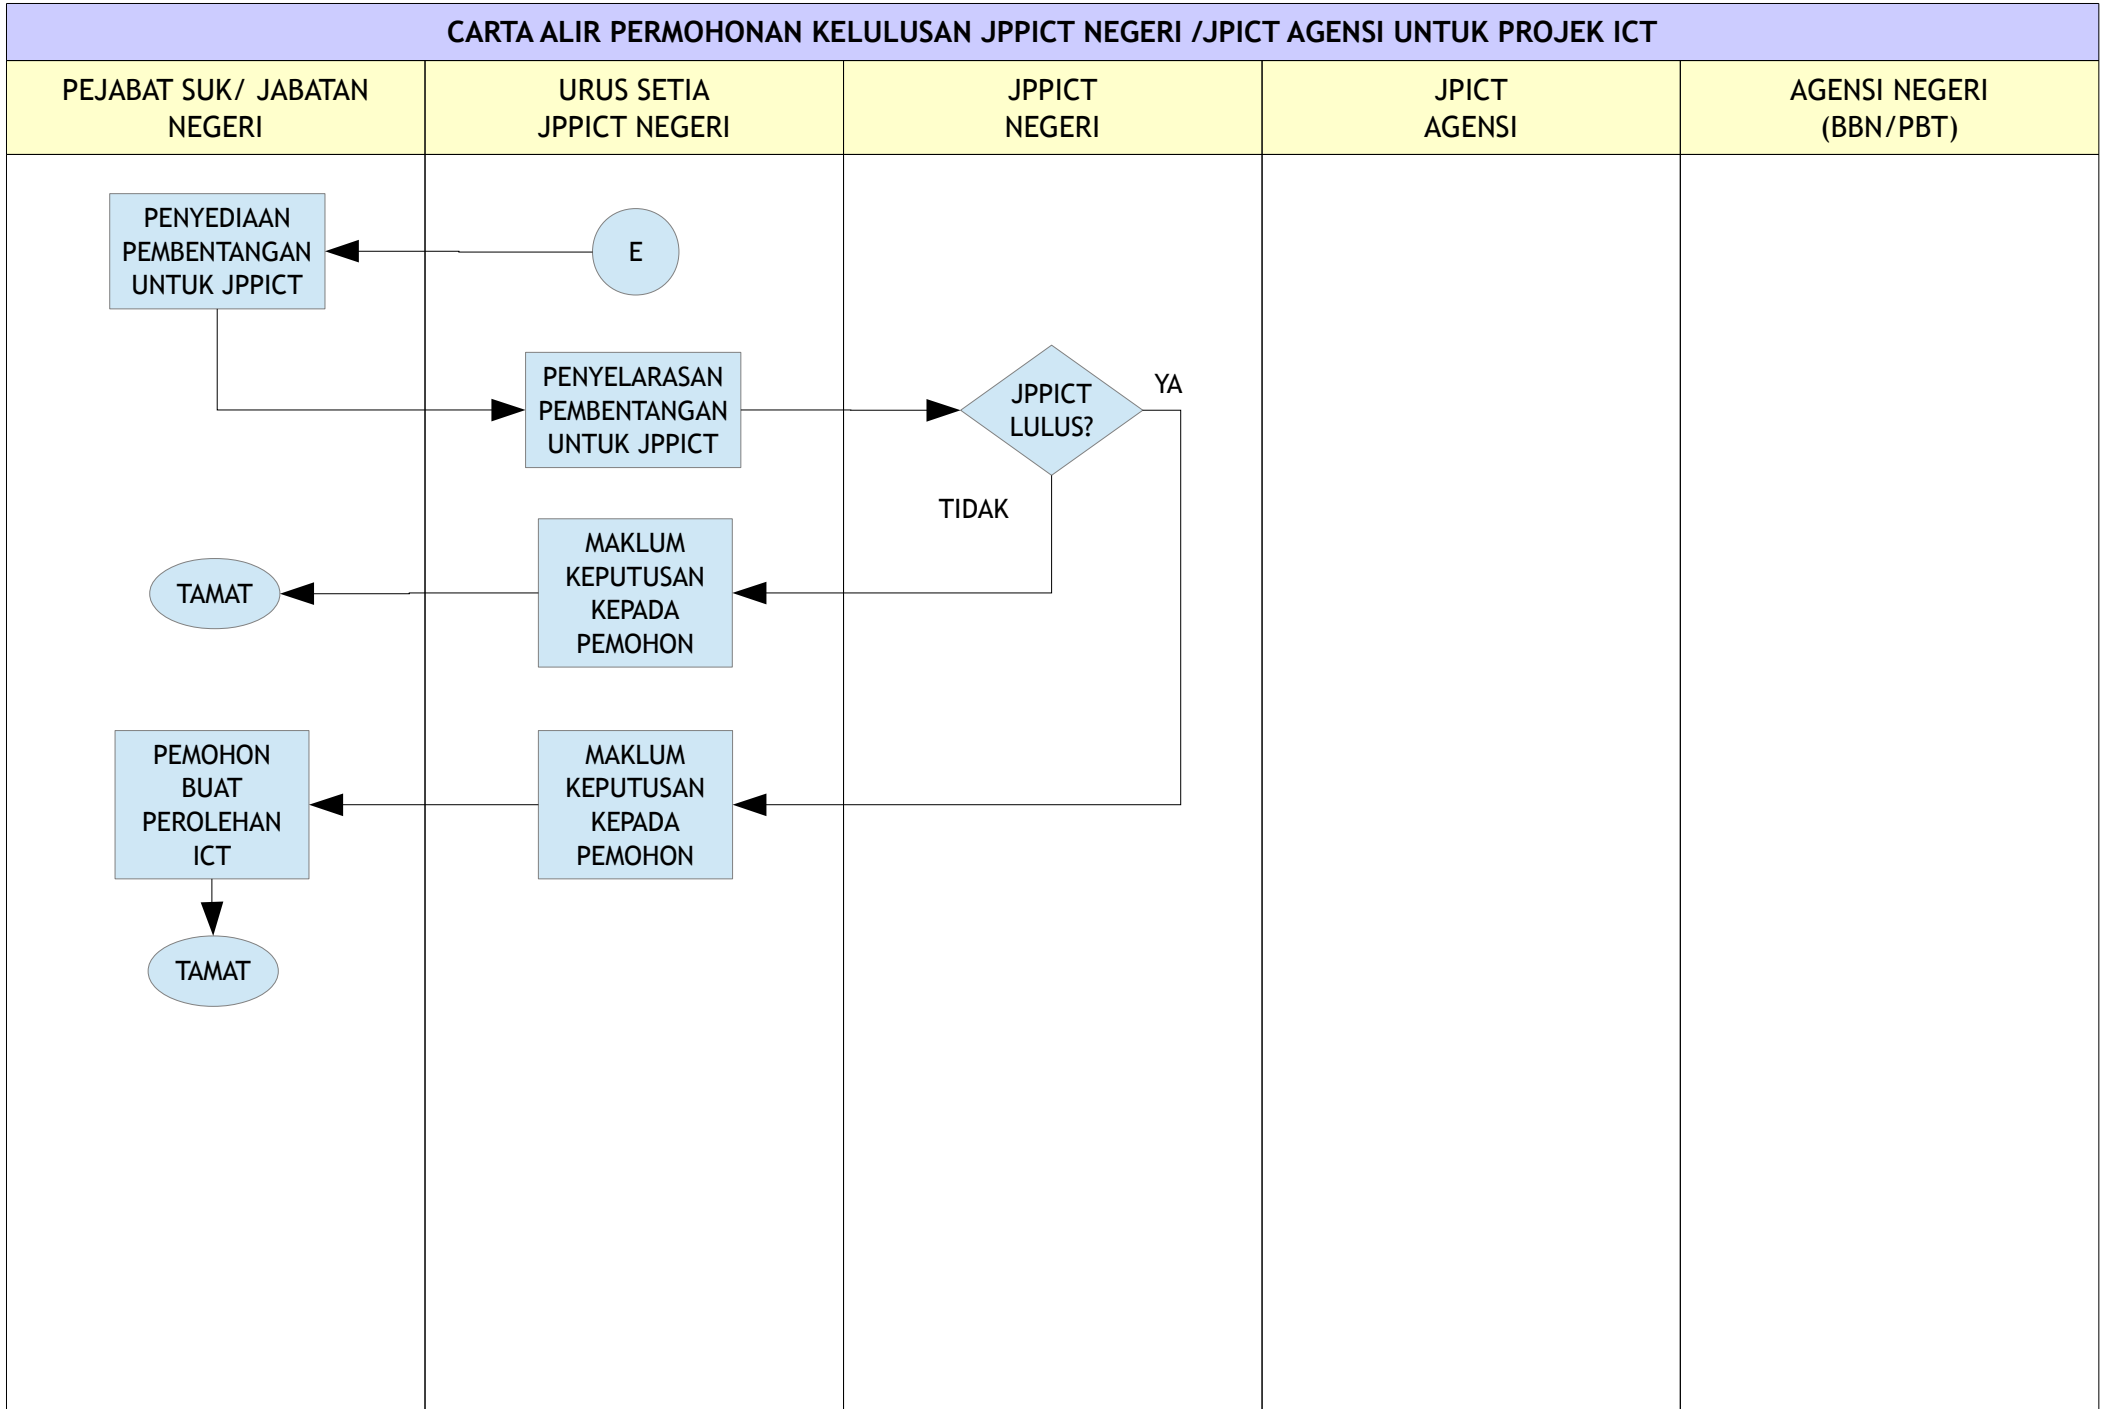 CARTA ALIR PERMOHONAN KELULUSAN JPPICT NEGERI /JPICT AGENSI UNTUK PROJEK ICT
PEJABAT SUK/ JABATAN
NEGERI
URUS SETIA
JPPICT NEGERI
JPPICT
NEGERI
JPICT
AGENSI
AGENSI NEGERI
(BBN/PBT)
PENYEDIAAN
PEMBENTANGAN
UNTUK JPPICT
E
PENYELARASAN
PEMBENTANGAN
UNTUK JPPICT
JPPICT
LULUS?
YA
TIDAK
MAKLUM
KEPUTUSAN
KEPADA
PEMOHON
TAMAT
PEMOHON
BUAT
PEROLEHAN
ICT
MAKLUM
KEPUTUSAN
KEPADA
PEMOHON
TAMAT